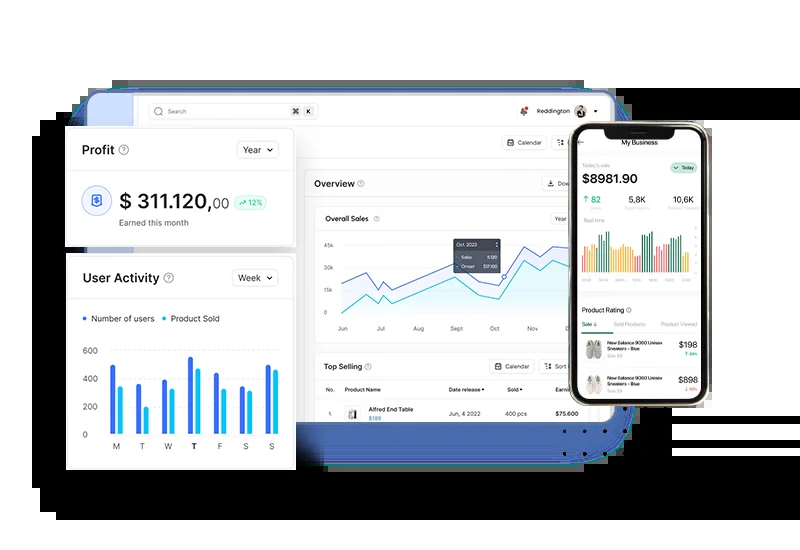 Search ⌘ K
Reddington
Calendar
Profit
Year
$ 311.120,00
12%
Earned this month
User Activity
Week
Number of users Product Sold
600
400
200
0
M T W T F S S
Overview
Overall Sales
Year
45k
30k
15k
0
Oct, 2023
Sales
Onset $17.100
Jun Jul Aug Sept Oct Nov
Top Selling
Calendar
Sort
No. Product Name Date release Sold
1. Alfred End Table Jun, 4 2022 400 pcs $75.600
$189
My Business
Today's sale
Today
$8981.90
82 5,8K 10,6K
Real time
Product Rating
Sale Sold Products Product Viewed
New Balance 9060 Unisex
Sneakers - Blue
$198
New Balance 9060 Unisex
Sneakers - Blue
$898